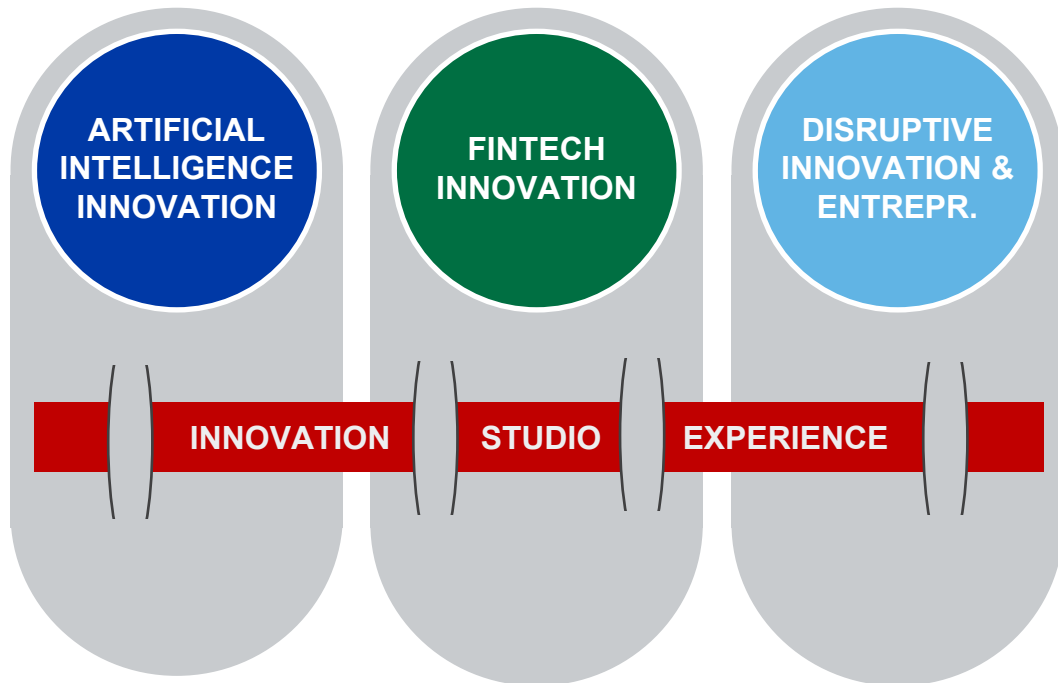 ARTIFICIAL
INTELLIGENCE
INNOVATION
FINTECH
INNOVATION
DISRUPTIVE
INNOVATION &
ENTREPR.
INNOVATION STUDIO EXPERIENCE